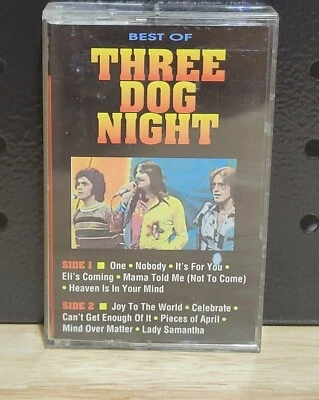 BEST OF
THREE
DOG
NIGHT
SIDE 1 ■ One • Nobody • It's For You •
Eli's Coming • Mama Told Me (Not To Come)
• Heaven Is In Your Mind
SIDE 2 ■ Joy To The World • Celebrate •
Can't Get Enough Of It • Pieces of April •
Mind Over Matter • Lady Samantha